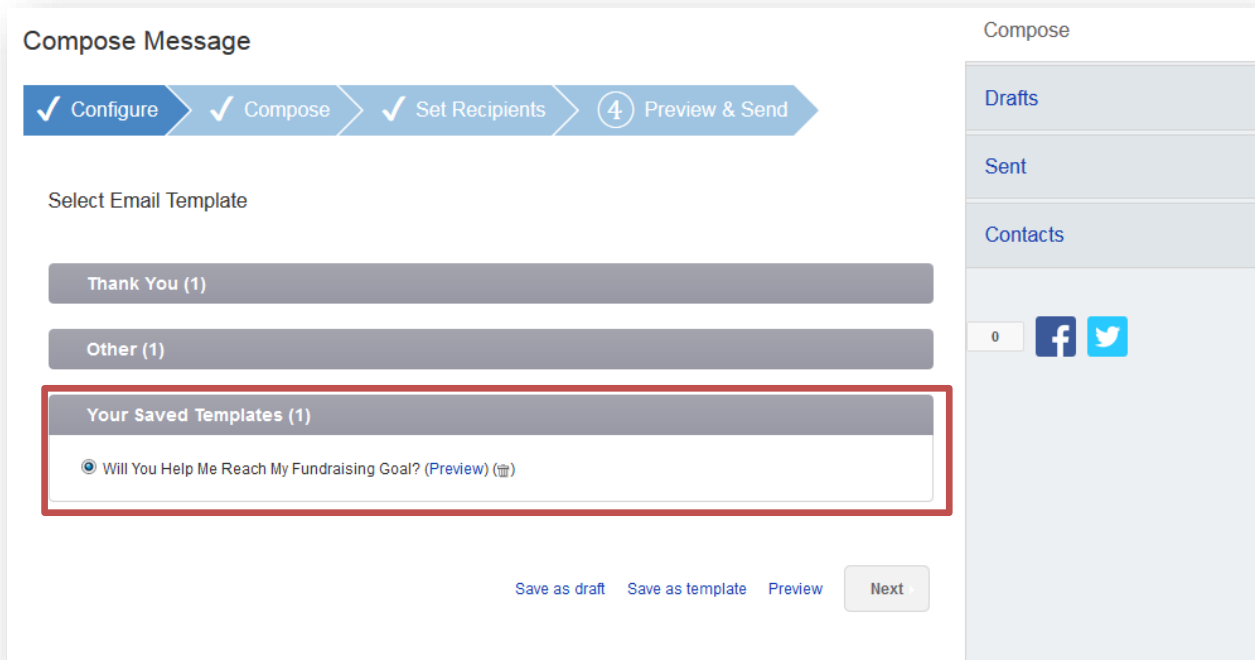 Compose Message
Configure
Compose
Set Recipients
4 Preview & Send
Select Email Template
Thank You (1)
Other (1)
Your Saved Templates (1)
Will You Help Me Reach My Fundraising Goal? (Preview) ()
Save as draft
Save as template
Preview
Next
Compose
Drafts
Sent
Contacts
0